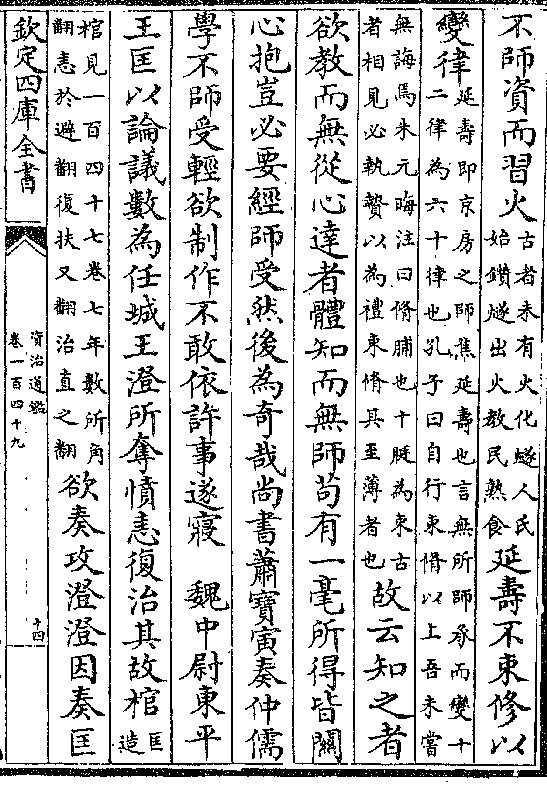 不師資而習火古者未有火化燧人氏始鑽燧出火教民熟食延壽不束修以
變律延壽即京房之師焦延壽也言無所師承而變十二律為六十律也孔子曰自行束脩以上吾未嘗
無誨焉朱元晦注曰脩脯也十脡為束古者相見必執贄以為禮束脩其至薄者也故云知之者
欲教而無從心達者體知而無師苟有一毫所得皆關
心抱豈必要經師受然後為奇哉尚書蕭寶寅奏仲儒
學不師受輕欲制作不敢依許事遂寢　魏中尉東平
王匡以論議數為任城王澄所奪憤恚復治其故棺匡造
棺見一百四十七卷七年數所角翻恚於避翻復扶又翻治直之翻欲奏攻澄澄因奏匡
欽定四庫全書
資治通鑑
卷一百四十九
十四